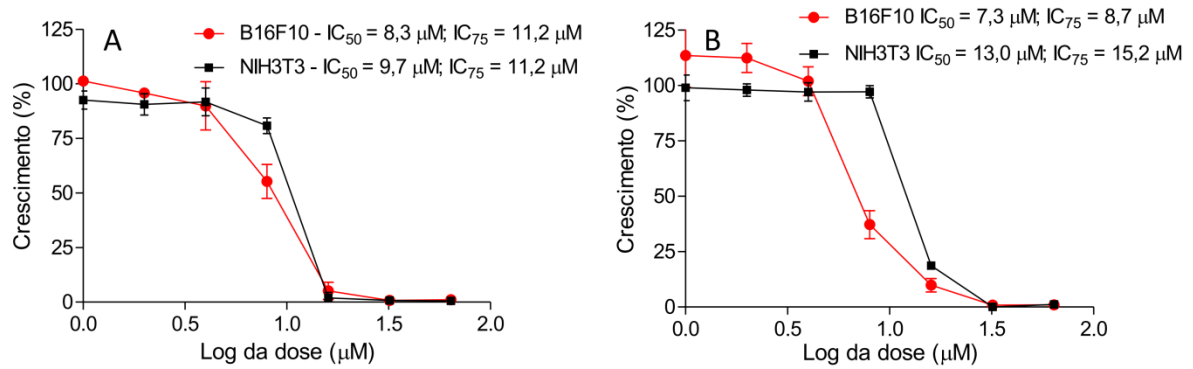 A
B16F10 - IC₅₀ = 8,3 μM; IC₇₅ = 11,2 μM
NIH3T3 - IC₅₀ = 9,7 μM; IC₇₅ = 11,2 μM
Crescimento (%)
125
100
75
50
25
0
0.0 0.5 1.0 1.5 2.0
Log da dose (μM)
B
B16F10 IC₅₀ = 7,3 μM; IC₇₅ = 8,7 μM
NIH3T3 IC₅₀ = 13,0 μM; IC₇₅ = 15,2 μM
Crescimento (%)
125
100
75
50
25
0
0.0 0.5 1.0 1.5 2.0
Log da dose (μM)